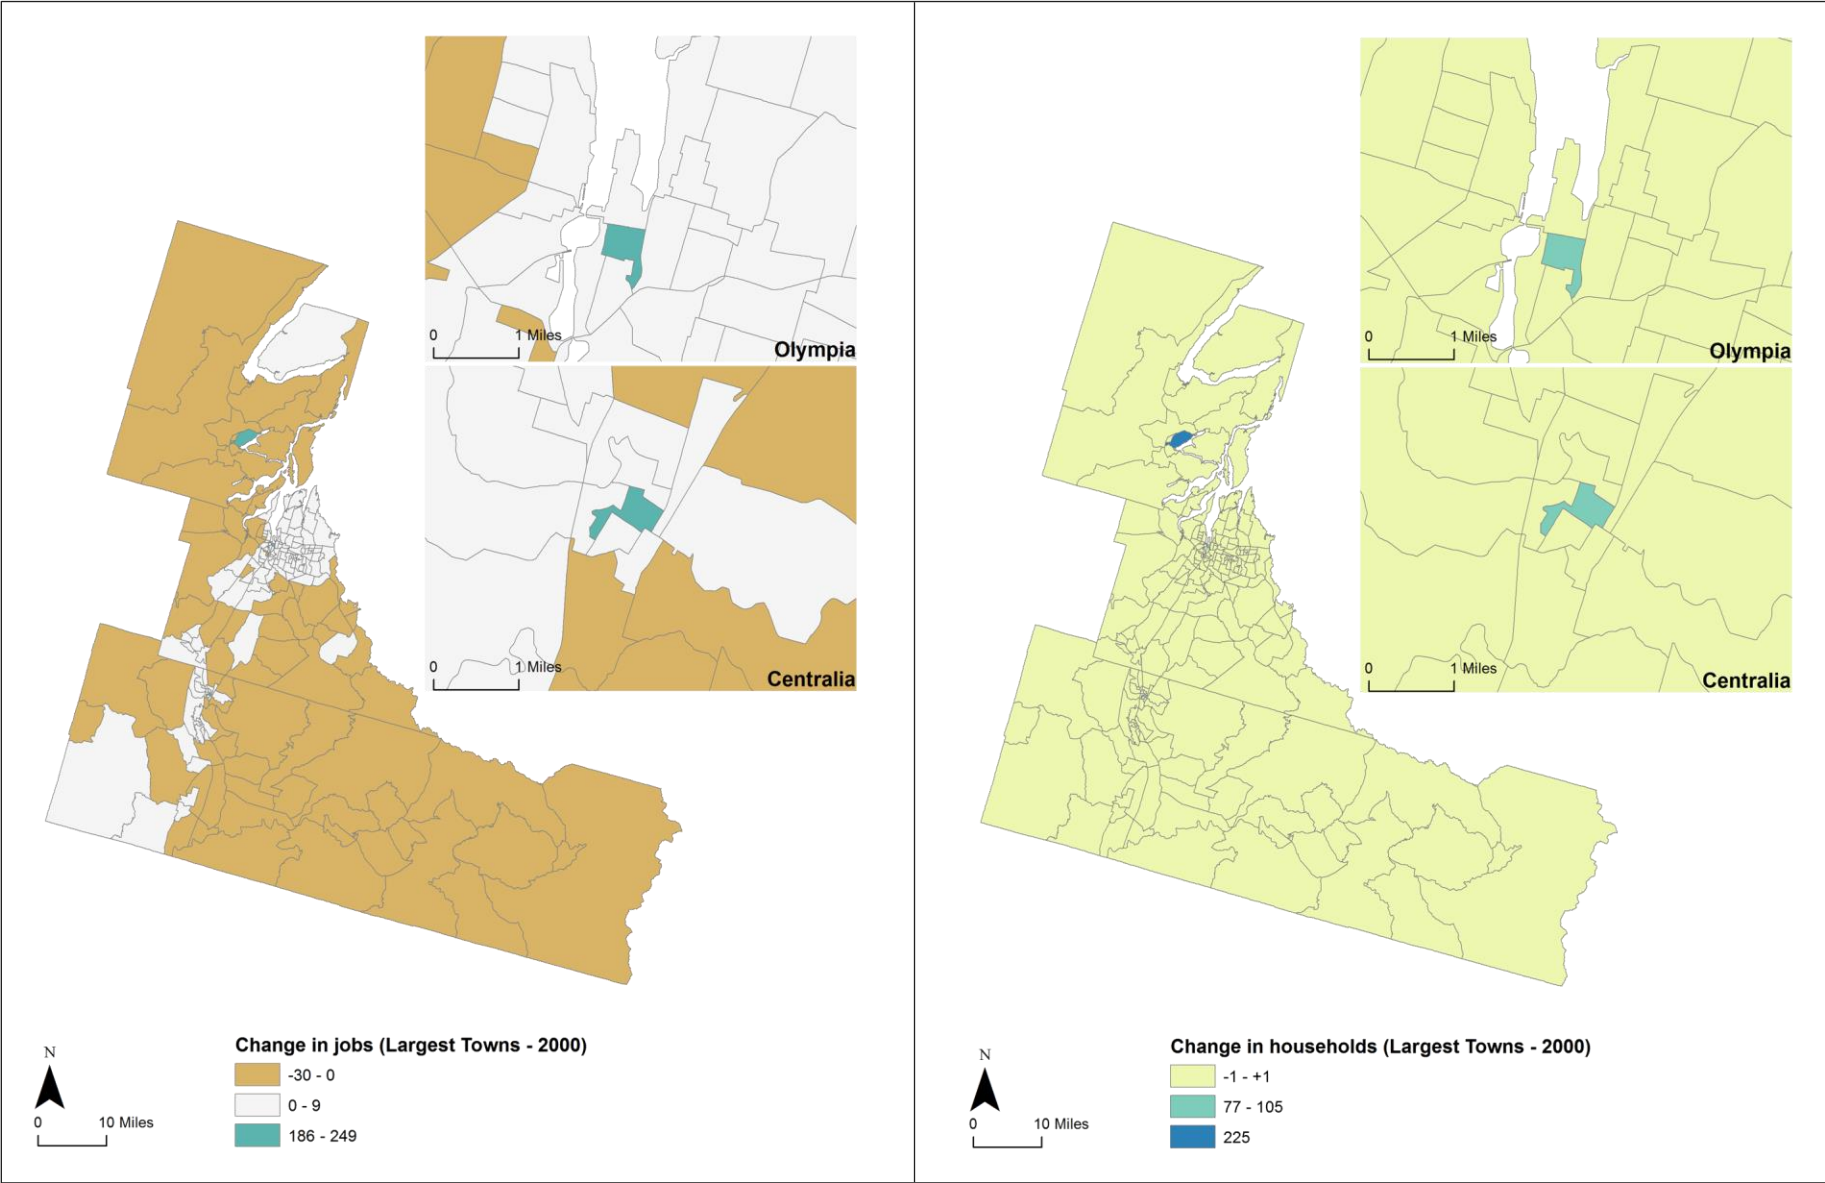 0 1 Miles
Olympia
0 1 Miles
Centralia
N
0 10 Miles
Change in jobs (Largest Towns - 2000)
-30 - 0
0 - 9
186 - 249
0 1 Miles
Olympia
0 1 Miles
Centralia
N
0 10 Miles
Change in households (Largest Towns - 2000)
-1 - +1
77 - 105
225